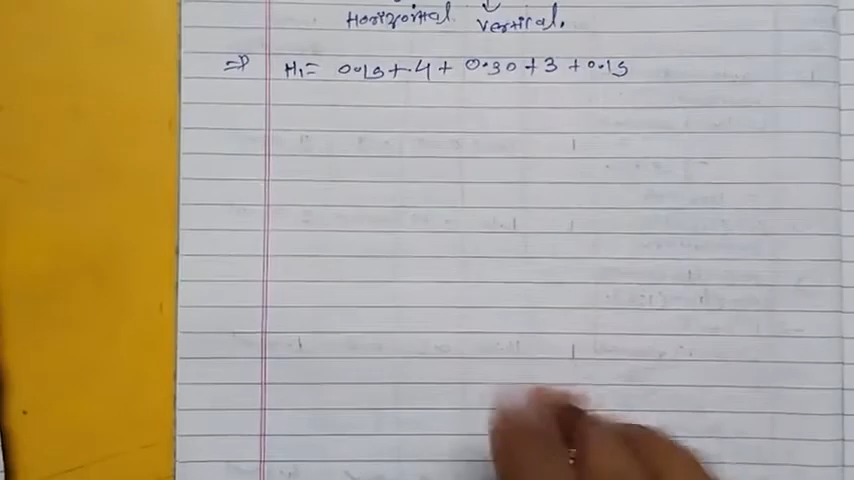 Horizontal vertical.
⇒ H₁= 0.15+4+ 0.30+3+0.15